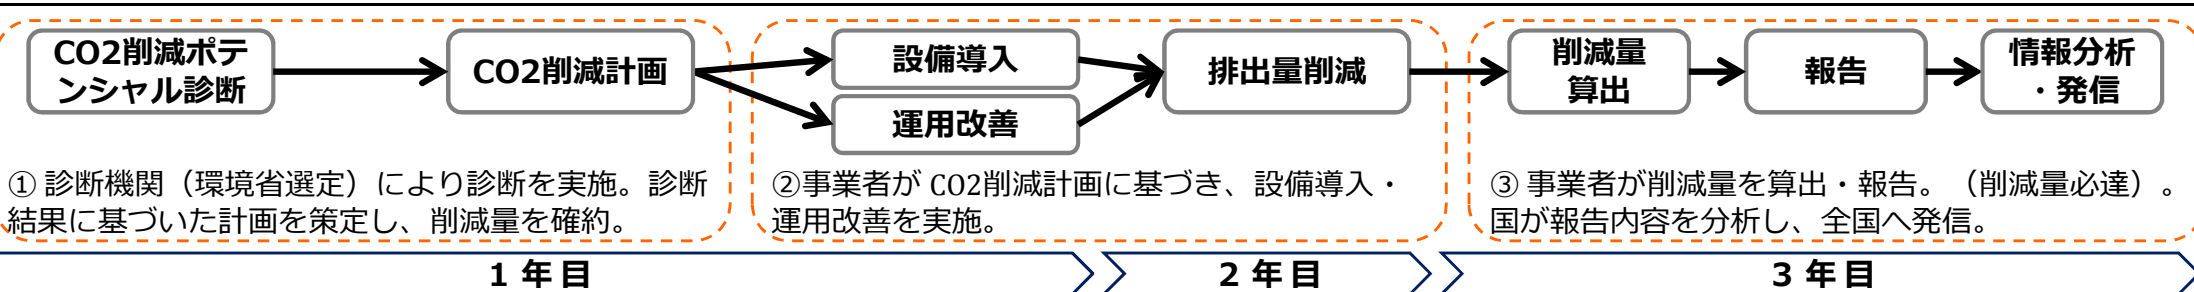 CO2削減ポテ
ンシャル診断
CO2削減計画
設備導入
運用改善
排出量削減
削減量
算出
報告
情報分析
・発信
① 診断機関（環境省選定）により診断を実施。診断
結果に基づいた計画を策定し、削減量を確約。
②事業者が CO2削減計画に基づき、設備導入・
運用改善を実施。
③ 事業者が削減量を算出・報告。（削減量必達）。
国が報告内容を分析し、全国へ発信。
1 年目
2 年目
3 年目